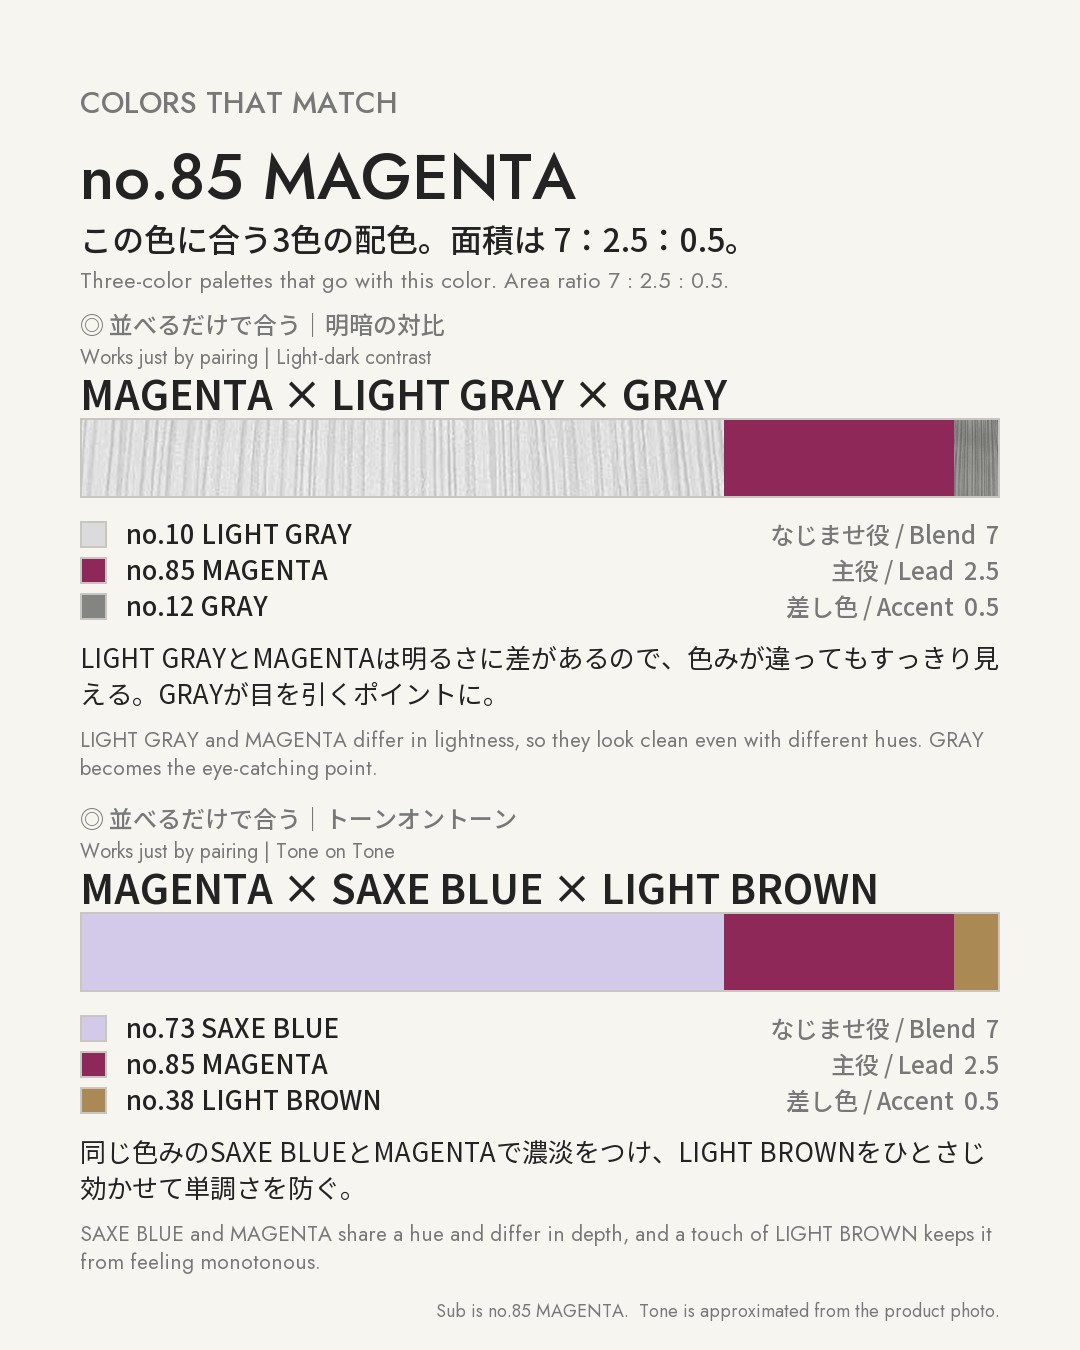 COLORS THAT MATCH
no.85 MAGENTA
この色に合う3色の配色。面積は 7：2.5：0.5。
Three-color palettes that go with this color. Area ratio 7 : 2.5 : 0.5.
◎ 並べるだけで合う｜明暗の対比
Works just by pairing | Light-dark contrast
MAGENTA × LIGHT GRAY × GRAY
no.10 LIGHT GRAY なじませ役 / Blend 7
no.85 MAGENTA 主役 / Lead 2.5
no.12 GRAY 差し色 / Accent 0.5
LIGHT GRAYとMAGENTAは明るさに差があるので、色みが違ってもすっきり見
える。GRAYが目を引くポイントに。
LIGHT GRAY and MAGENTA differ in lightness, so they look clean even with different hues. GRAY
becomes the eye-catching point.
◎ 並べるだけで合う｜トーンオントーン
Works just by pairing | Tone on Tone
MAGENTA × SAXE BLUE × LIGHT BROWN
no.73 SAXE BLUE なじませ役 / Blend 7
no.85 MAGENTA 主役 / Lead 2.5
no.38 LIGHT BROWN 差し色 / Accent 0.5
同じ色みのSAXE BLUEとMAGENTAで濃淡をつけ、LIGHT BROWNをひとさじ
効かせて単調さを防ぐ。
SAXE BLUE and MAGENTA share a hue and differ in depth, and a touch of LIGHT BROWN keeps it
from feeling monotonous.
Sub is no.85 MAGENTA. Tone is approximated from the product photo.